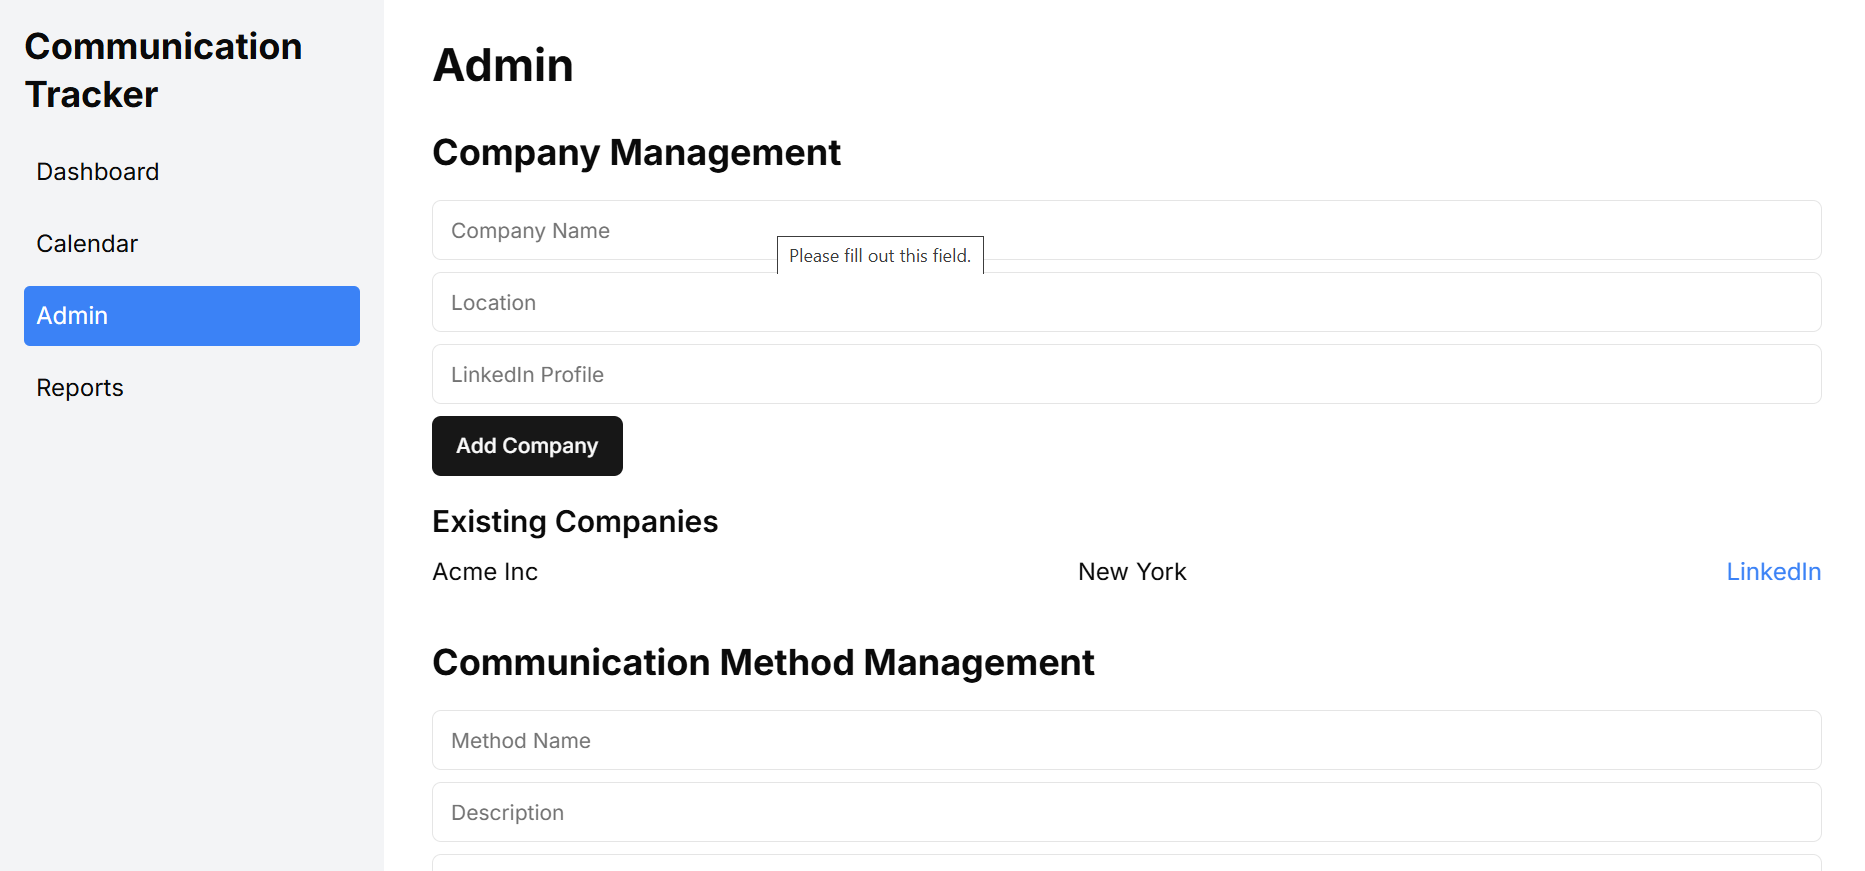 Communication
Tracker
Dashboard
Calendar
Admin
Reports
Admin
Company Management
Company Name
Please fill out this field.
Location
LinkedIn Profile
Add Company
Existing Companies
Acme Inc New York LinkedIn
Communication Method Management
Method Name
Description